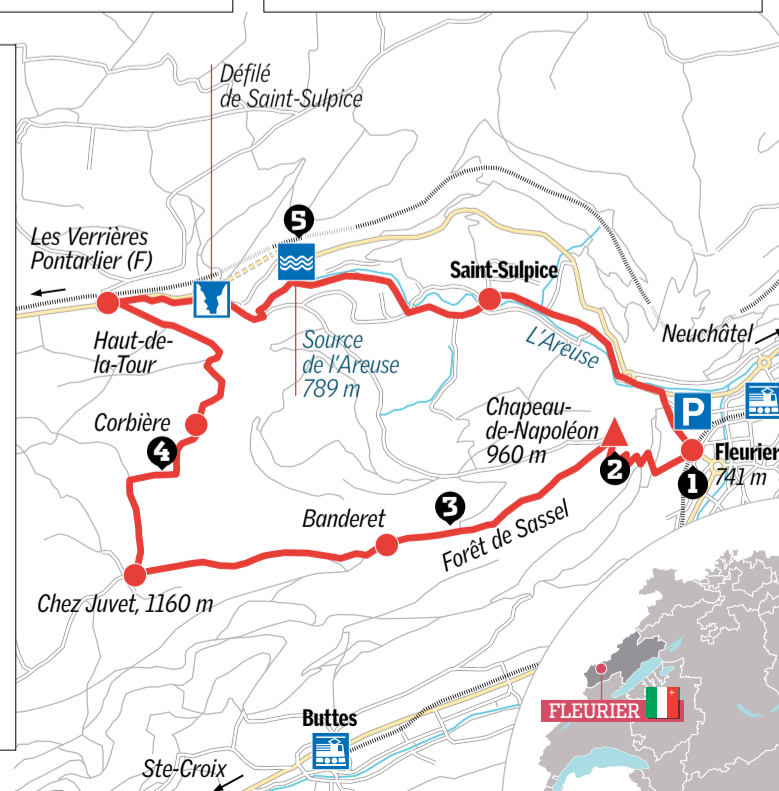 Défilé
de Saint-Sulpice
5
Les Verrières
Pontarlier (F)
Saint-Sulpice
Haut-de-
la-Tour
Source
de l'Areuse
789 m
L'Areuse
Neuchâtel
P
Corbière
4
Chapeau-
de-Napoléon
960 m
2
Fleurier
741 m
1
3
Banderet
Forêt de Sassel
Chez Juvet, 1160 m
FLEURIER
Buttes
Ste-Croix